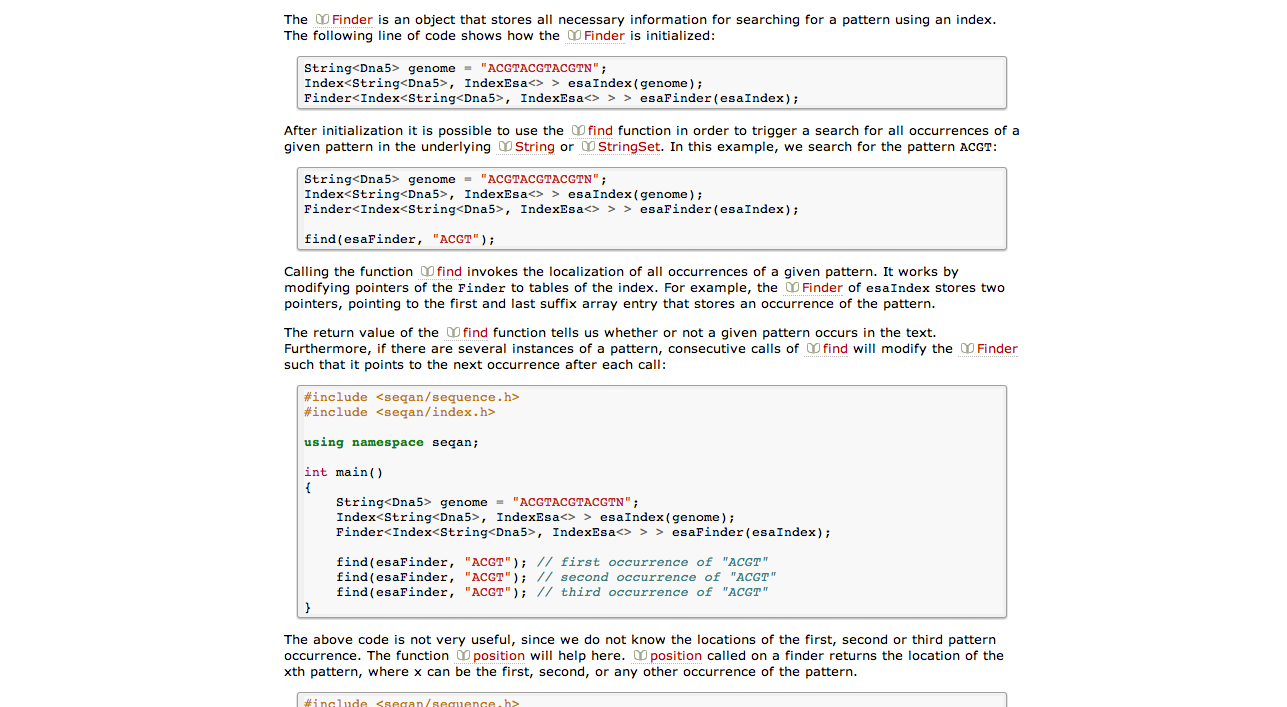 The Finder is an object that stores all necessary information for searching for a pattern using an index.
The following line of code shows how the Finder is initialized:
String<Dna5> genome = "ACGTACGTACGTN";
Index<String<Dna5>, IndexEsa<> > esaIndex(genome);
Finder<Index<String<Dna5>, IndexEsa<> > > esaFinder(esaIndex);
After initialization it is possible to use the find function in order to trigger a search for all occurrences of a
given pattern in the underlying String or StringSet. In this example, we search for the pattern ACGT:
String<Dna5> genome = "ACGTACGTACGTN";
Index<String<Dna5>, IndexEsa<> > esaIndex(genome);
Finder<Index<String<Dna5>, IndexEsa<> > > esaFinder(esaIndex);
find(esaFinder, "ACGT");
Calling the function find invokes the localization of all occurrences of a given pattern. It works by
modifying pointers of the Finder to tables of the index. For example, the Finder of esaIndex stores two
pointers, pointing to the first and last suffix array entry that stores an occurrence of the pattern.
The return value of the find function tells us whether or not a given pattern occurs in the text.
Furthermore, if there are several instances of a pattern, consecutive calls of find will modify the Finder
such that it points to the next occurrence after each call:
#include <seqan/sequence.h>
#include <seqan/index.h>
using namespace seqan;
int main()
{
String<Dna5> genome = "ACGTACGTACGTN";
Index<String<Dna5>, IndexEsa<> > esaIndex(genome);
Finder<Index<String<Dna5>, IndexEsa<> > > esaFinder(esaIndex);
find(esaFinder, "ACGT"); // first occurrence of "ACGT"
find(esaFinder, "ACGT"); // second occurrence of "ACGT"
find(esaFinder, "ACGT"); // third occurrence of "ACGT"
}
The above code is not very useful, since we do not know the locations of the first, second or third pattern
occurrence. The function position will help here. position called on a finder returns the location of the
xth pattern, where x can be the first, second, or any other occurrence of the pattern.
#include <seqan/sequence.h>